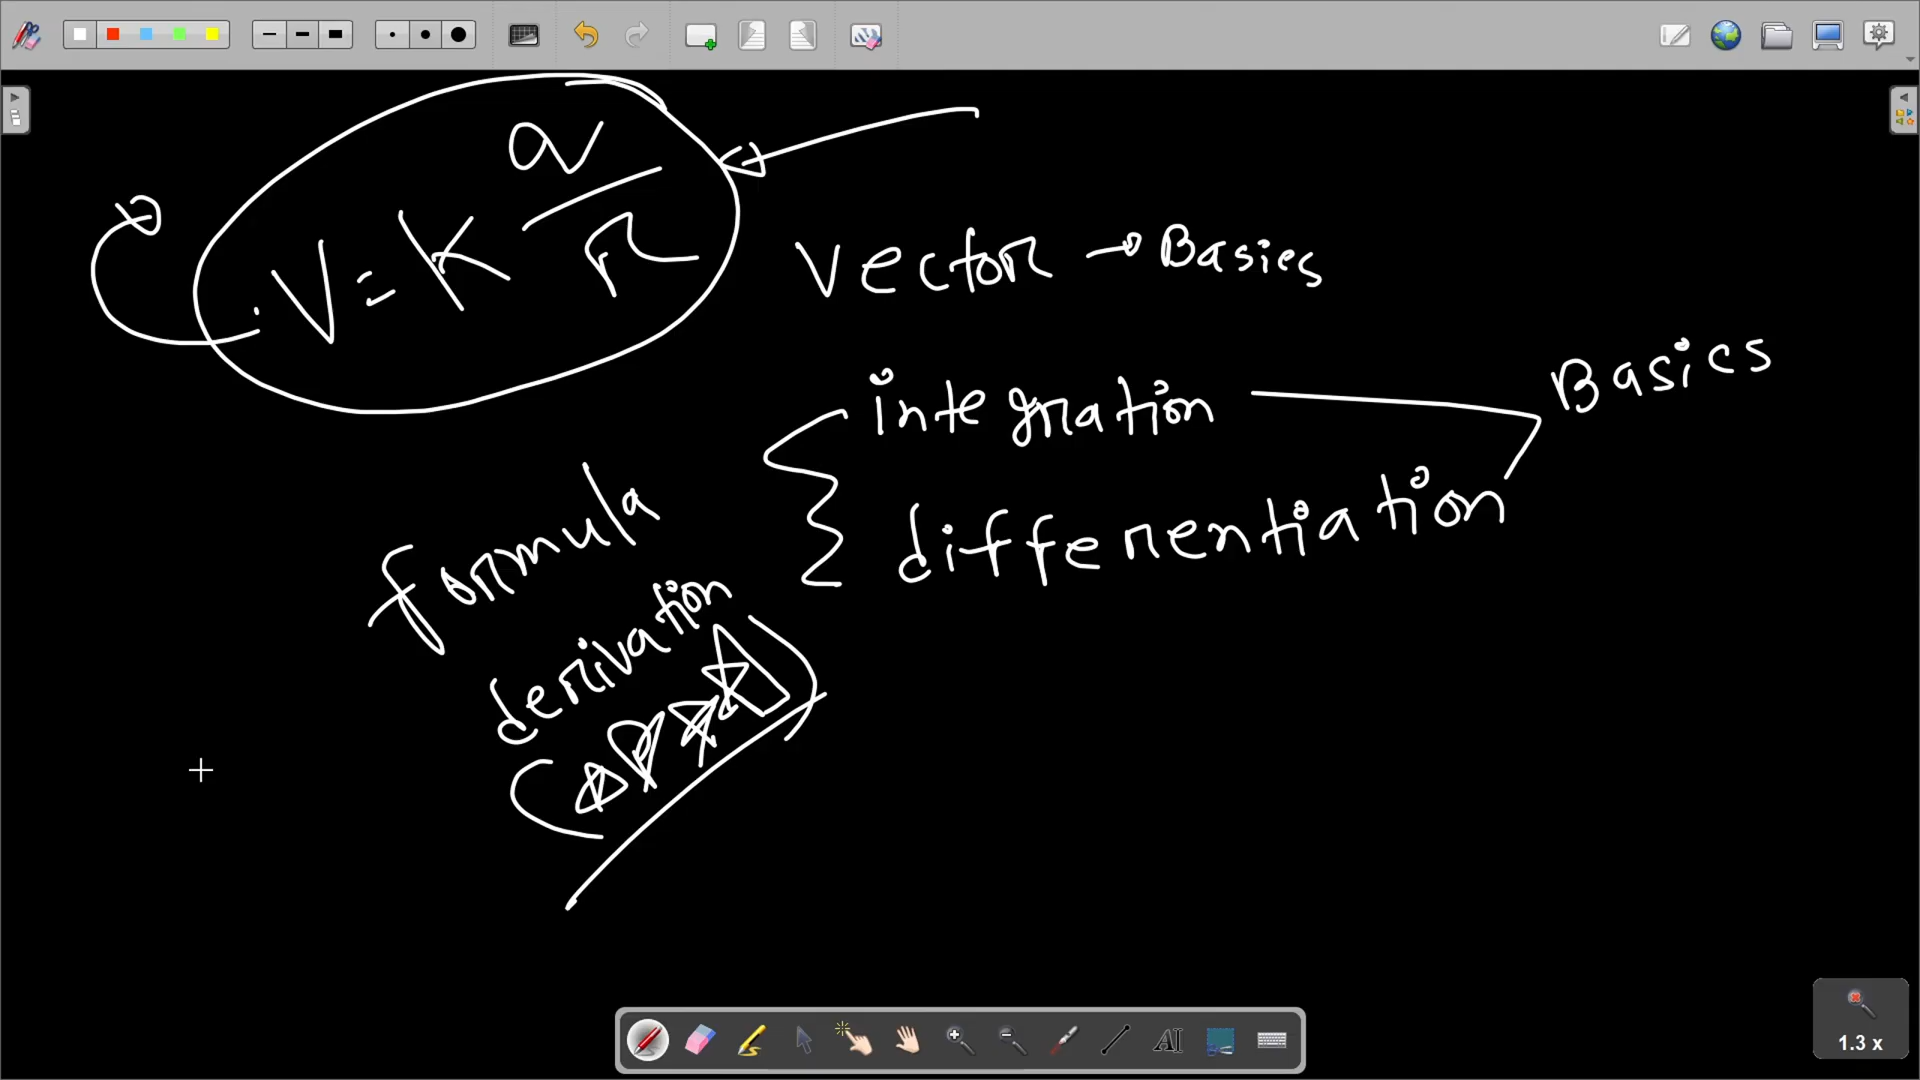 V = K q/r
Vector → Basics
integration
Basics
differentiation
formula
derivation
1.3 x